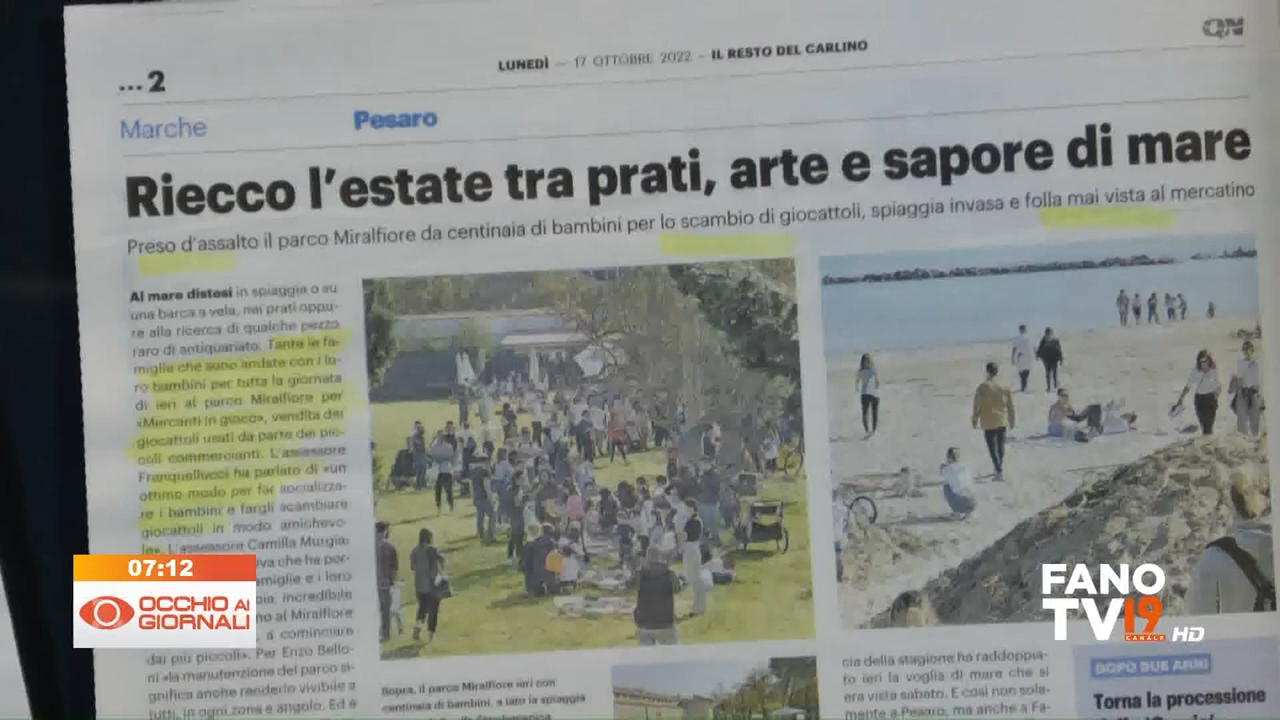 QN
... 2
LUNEDÌ — 17 OTTOBRE 2022 – IL RESTO DEL CARLINO
Marche
Pesaro
Riecco l'estate tra prati, arte e sapore di mare
Preso d'assalto il parco Miralfiore da centinaia di bambini per lo scambio di giocattoli, spiaggia invasa e folla mai vista al mercatino
Al mare distesi in spiaggia o su
una barca a vela, nei prati oppu-
re alla ricerca di qualche pezzo
raro di antiquariato. Tante le fa-
miglie che sono andate con i lo-
ro bambini per tutta la giornata
di ieri al parco Miralfiore per
«Mercanti in gioco», vendita dei
giocattoli usati da parte dei pic-
coli commercianti. L'assessore
Franquellucci ha parlato di «un
ottimo modo per far socializza-
re i bambini e fargli scambiare
giocattoli in modo amichevo-
le». L'assessore Camilla Murgia:
iva che he por-
miglie e i loro
incredibile
no al Miralfiore
a cominciare
dai più piccoli». Per Enzo Bello-
ni «la manutenzione del parco si-
gnifica anche renderlo vivibile a
tutti, in ogni zona e angolo. Ed è
Sopra, il parco Miralfiore ieri con
centinaia di bambini, a lato la spiaggia
cia della stagione ha raddoppia-
to ieri la voglia di mare che si
era vista sabato. E così non sola-
mente a Pesaro, ma anche a Fa-
DOPO DUE ANNI
Torna la processione
07:12
OCCHIO AI
GIORNALI
FANO
TV19
CANALE HD